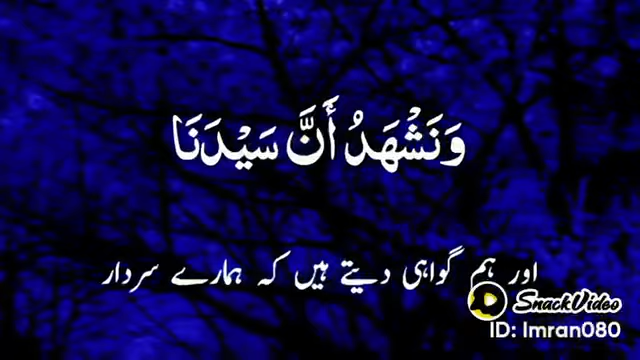 وَنَشْهَدُ أَنَّ سَيْدَنَا
اور ہم گواہی دیتے ہیں کہ ہمارے سردار
SnackVideo
ID: Imran080